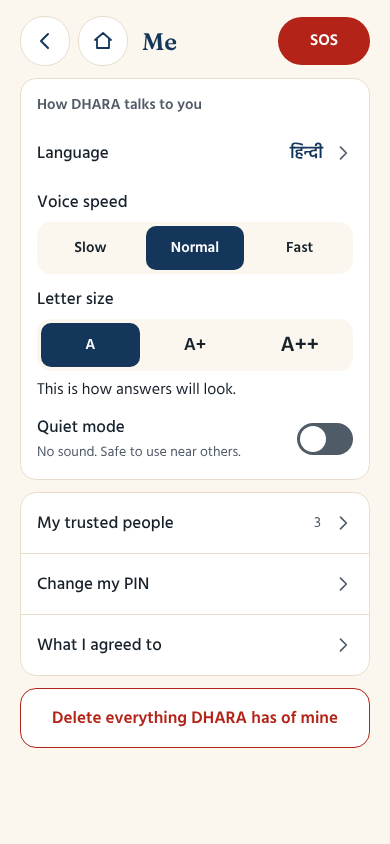 Me
SOS
How DHARA talks to you
Language हिन्दी
Voice speed
Slow Normal Fast
Letter size
A A+ A++
This is how answers will look.
Quiet mode
No sound. Safe to use near others.
My trusted people 3
Change my PIN
What I agreed to
Delete everything DHARA has of mine